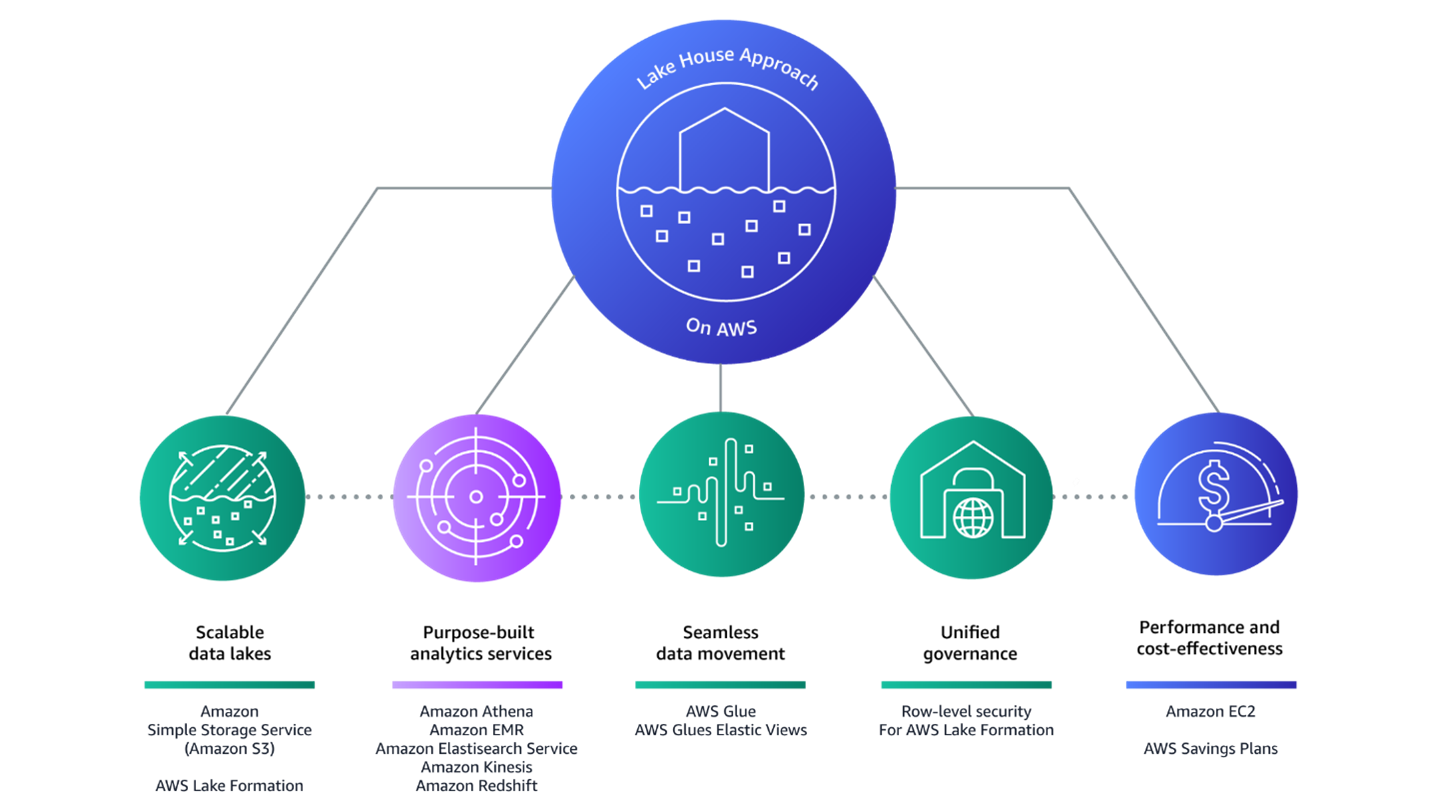 Lake House Approach
On AWS
Scalable
data lakes
Amazon
Simple Storage Service
(Amazon S3)
AWS Lake Formation
Purpose-built
analytics services
Amazon Athena
Amazon EMR
Amazon Elastisearch Service
Amazon Kinesis
Amazon Redshift
Seamless
data movement
AWS Glue
AWS Glues Elastic Views
Unified
governance
Row-level security
For AWS Lake Formation
Performance and
cost-effectiveness
$
Amazon EC2
AWS Savings Plans